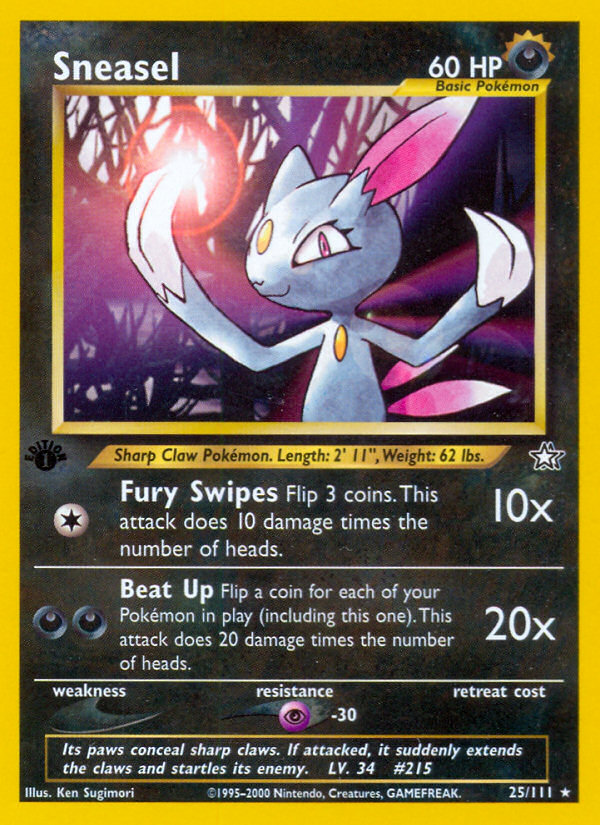 Sneasel
60 HP
Basic Pokémon
EDITION
1
Sharp Claw Pokémon. Length: 2' 11", Weight: 62 lbs.
Fury Swipes Flip 3 coins. This
attack does 10 damage times the
number of heads.
10x
Beat Up Flip a coin for each of your
Pokémon in play (including this one). This
attack does 20 damage times the number
of heads.
20x
weakness resistance retreat cost
-30
Its paws conceal sharp claws. If attacked, it suddenly extends
the claws and startles its enemy. LV. 34 #215
Illus. Ken Sugimori ©1995-2000 Nintendo, Creatures, GAMEFREAK. 25/111 ★